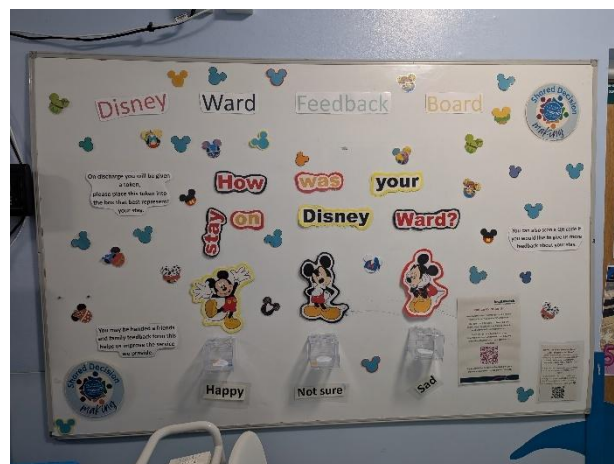 Disney Ward Feedback Board
Shared Decision
making
On discharge you will be given
a token,
please place this token into
the box that best represents
your stay.
How was your
stay on Disney Ward?
You can also scan a QR code if
you would like to give us more
feedback about your stay.
You may be handed a friends
and family feedback form this
helps us improve the service
we provide.
Shared Decision
making
Happy
Not sure
Sad